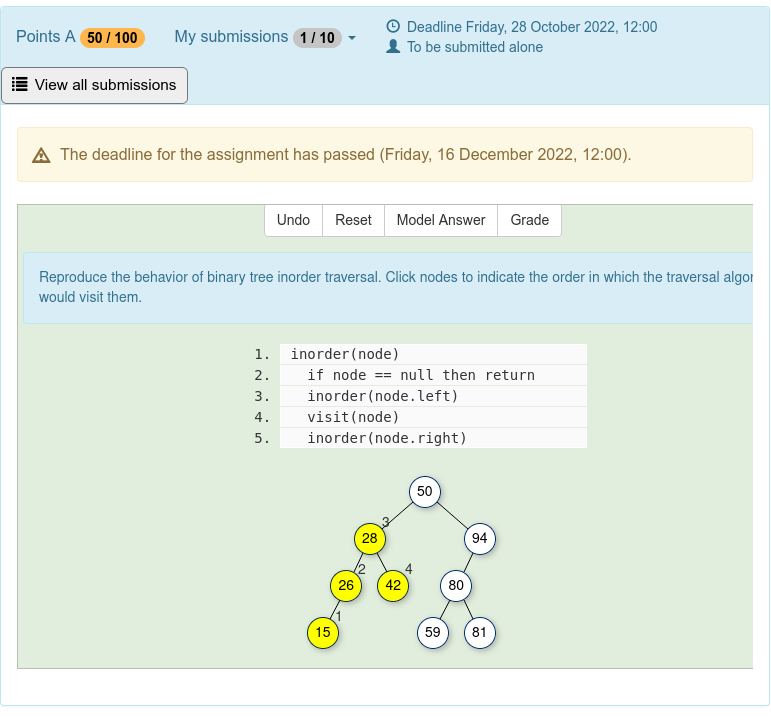 Points A 50 / 100 My submissions 1 / 10
Deadline Friday, 28 October 2022, 12:00
To be submitted alone
View all submissions
The deadline for the assignment has passed (Friday, 16 December 2022, 12:00).
Undo Reset Model Answer Grade
Reproduce the behavior of binary tree inorder traversal. Click nodes to indicate the order in which the traversal algor
would visit them.
1. inorder(node)
2. if node == null then return
3. inorder(node.left)
4. visit(node)
5. inorder(node.right)
50
3
28 94
2 4
26 42 80
1
15 59 81